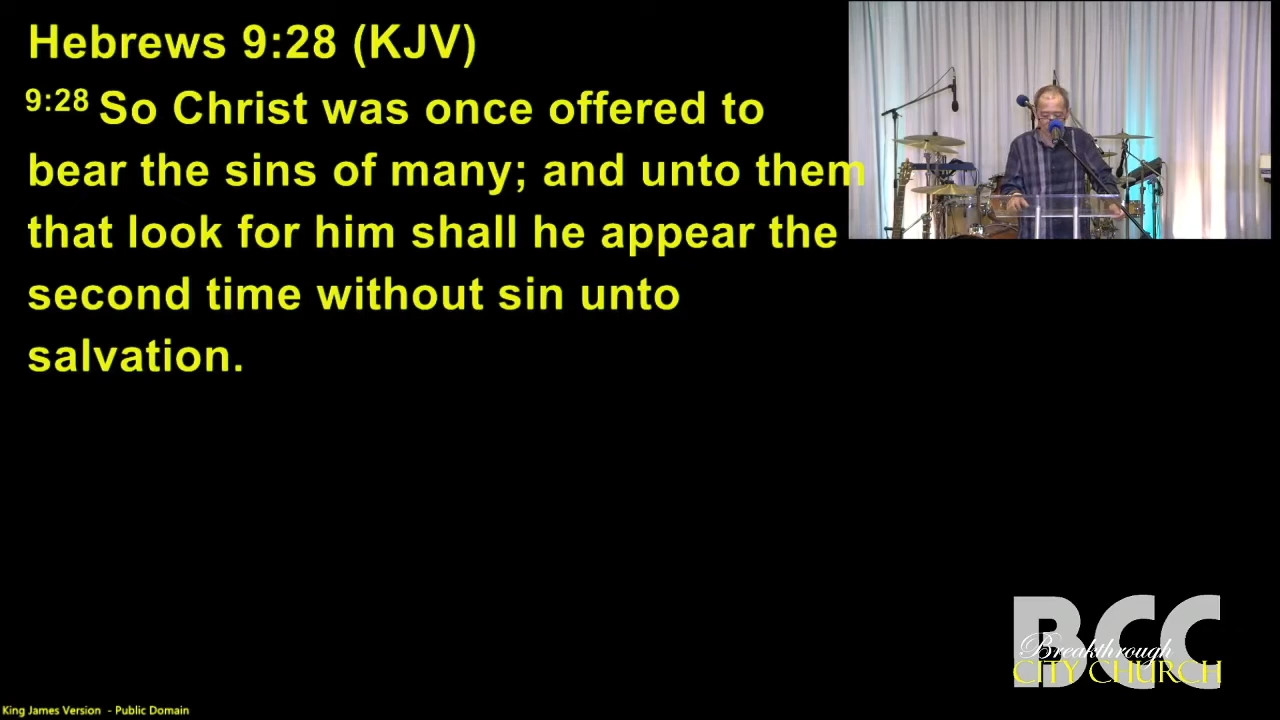 Hebrews 9:28 (KJV)
9:28 So Christ was once offered to
bear the sins of many; and unto them
that look for him shall he appear the
second time without sin unto
salvation.
BCC
Breakthrough
CITY CHURCH
King James Version - Public Domain